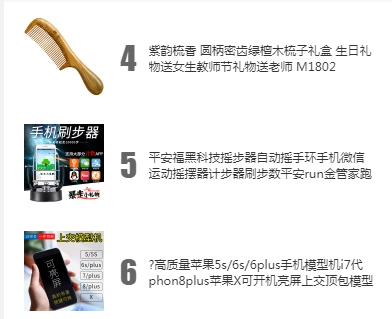 4
紫韵梳香 圆柄密齿绿檀木梳子礼盒 生日礼
物送女生教师节礼物送老师 M1802
手机刷步器
5
平安福黑科技摇步器自动摇手环手机微信
运动摇摆器计步器刷步数平安run金管家跑
上交模型机
5/5S
6s/plus
7/plus
8/plus
X
可亮屏
6
?高质量苹果5s/6s/6plus手机模型机i7代
phon8plus苹果X可开机亮屏上交顶包模型